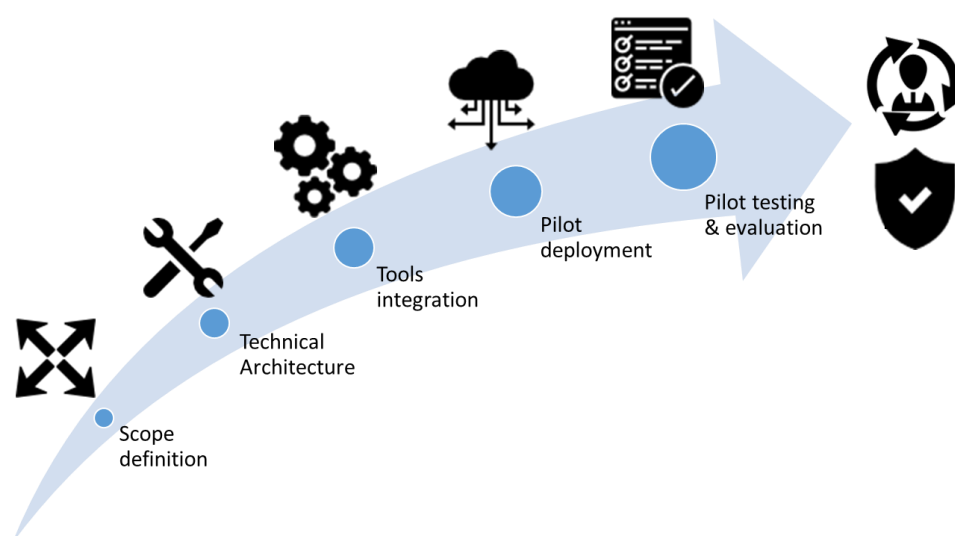 Scope
definition
Technical
Architecture
Tools
integration
Pilot
deployment
Pilot testing
& evaluation